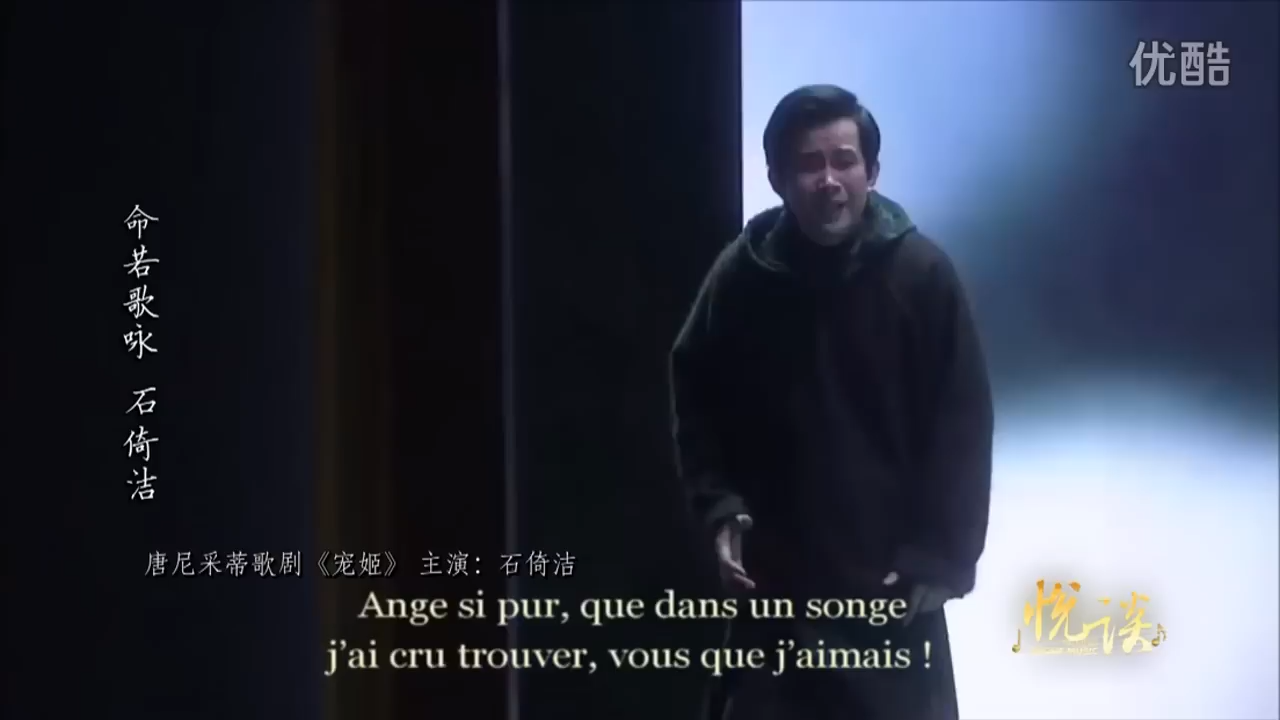 优酷
命若歌咏 石倚洁
唐尼采蒂歌剧《宠姬》 主演：石倚洁
Ange si pur, que dans un songe
j'ai cru trouver, vous que j'aimais !
悦谈